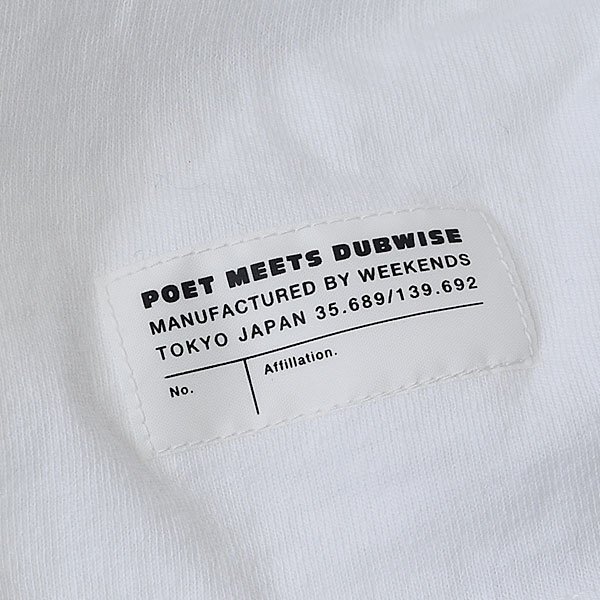 POET MEETS DUBWISE
MANUFACTURED BY WEEKENDS
TOKYO JAPAN 35.689/139.692
No.
Affillation.